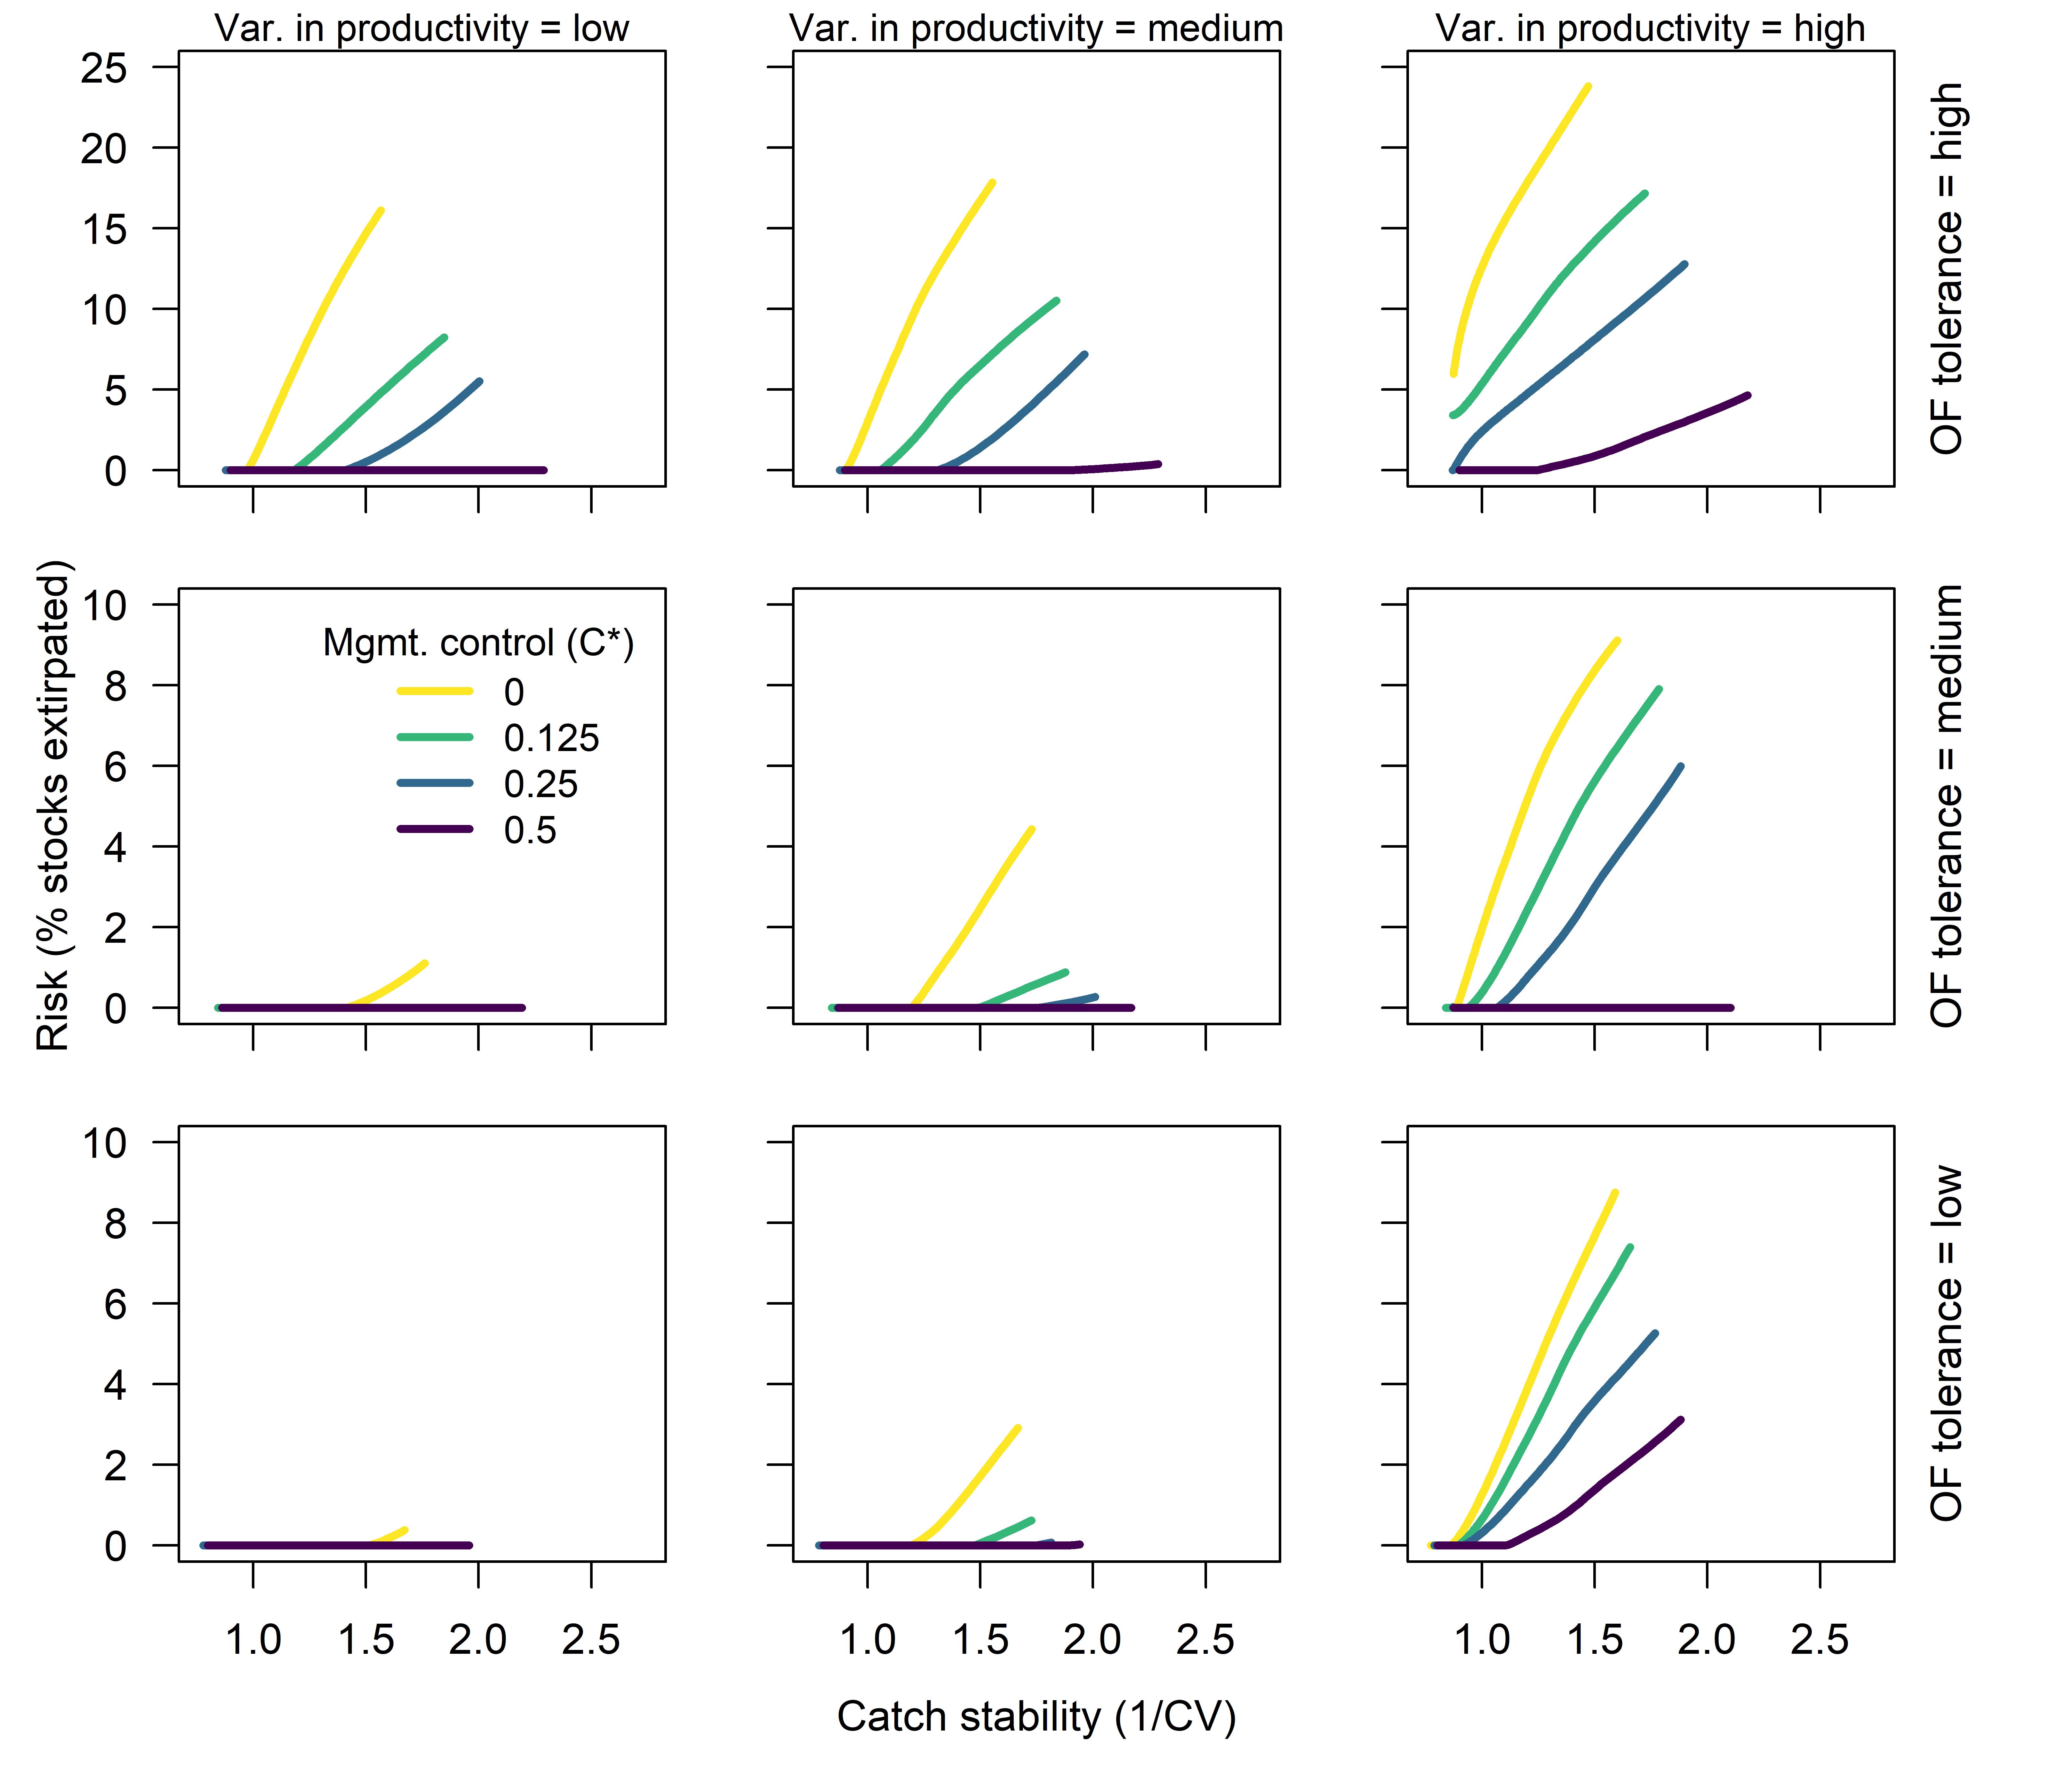 Var. in productivity = low
Var. in productivity = medium
Var. in productivity = high
25
20
15
10
5
0
OF tolerance = high
Risk (% stocks extirpated)
10
8
6
4
2
0
Mgmt. control (C*)
0
0.125
0.25
0.5
OF tolerance = medium
10
8
6
4
2
0
OF tolerance = low
1.0 1.5 2.0 2.5
1.0 1.5 2.0 2.5
1.0 1.5 2.0 2.5
Catch stability (1/CV)